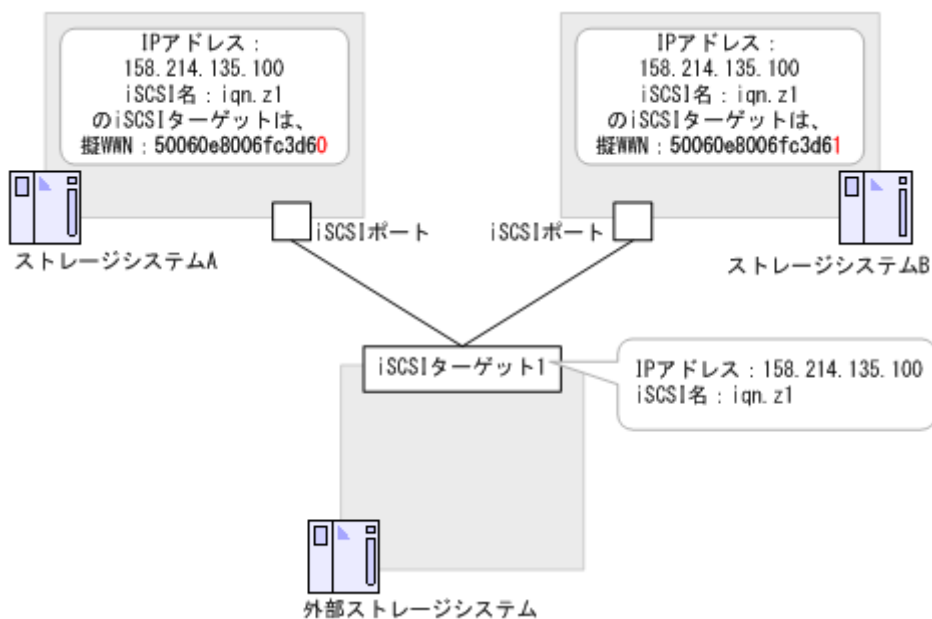 IPアドレス：
158.214.135.100
iSCSI名：iqn.z1
のiSCSIターゲットは、
擬WWN：50060e8006fc3d60
IPアドレス：
158.214.135.100
iSCSI名：iqn.z1
のiSCSIターゲットは、
擬WWN：50060e8006fc3d61
iSCSIポート
iSCSIポート
ストレージシステムA
ストレージシステムB
iSCSIターゲット1
IPアドレス：158.214.135.100
iSCSI名：iqn.z1
外部ストレージシステム